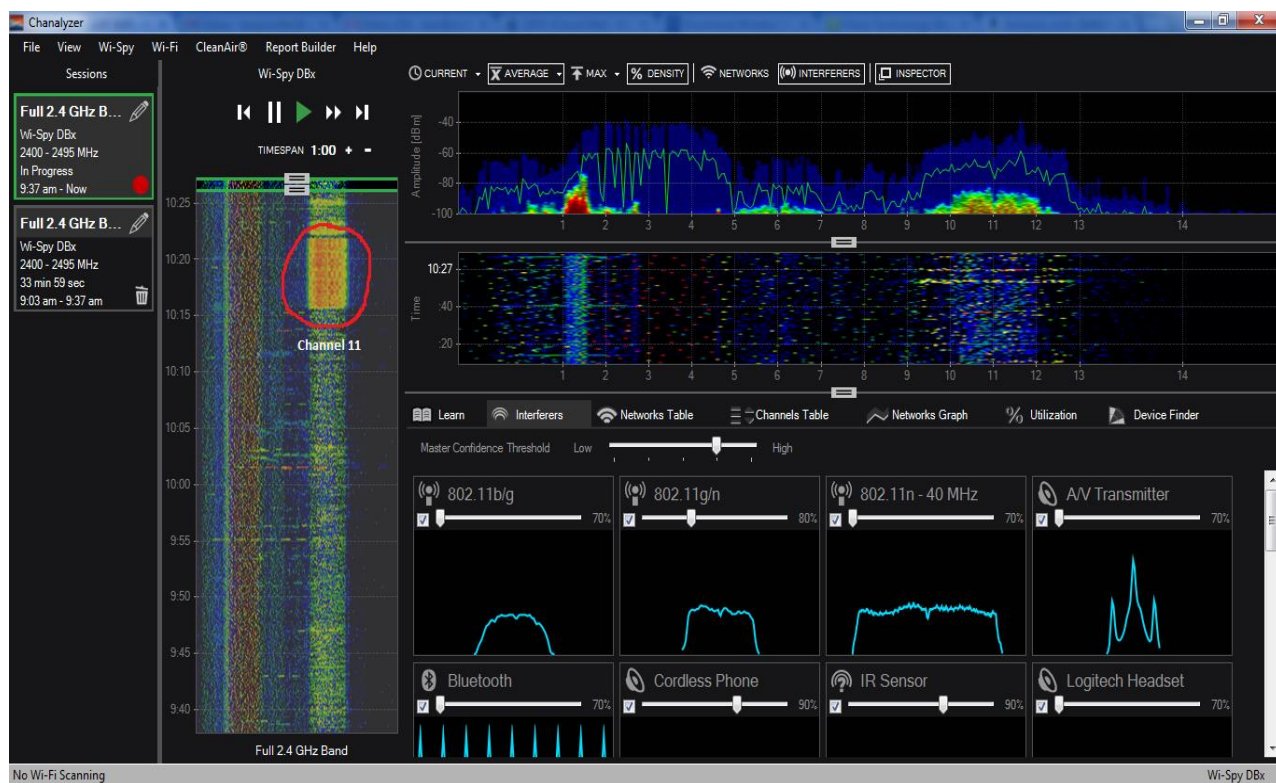 Chanalyzer
File View Wi-Spy Wi-Fi CleanAir® Report Builder Help
Sessions
Full 2.4 GHz B...
Wi-Spy DBx
2400 - 2495 MHz
In Progress
9:37 am - Now
Full 2.4 GHz B...
Wi-Spy DBx
2400 - 2495 MHz
33 min 59 sec
9:03 am - 9:37 am
Wi-Spy DBx
TIMESPAN 1:00 + -
10:25
10:20
10:15
Channel 11
10:10
10:05
10:00
9:55
9:50
9:45
9:40
Full 2.4 GHz Band
CURRENT X AVERAGE MAX % DENSITY NETWORKS INTERFERERS INSPECTOR
Amplitude [dBm]
-40
-60
-80
-100
1 2 3 4 5 6 7 8 9 10 11 12 13 14
Time
10:27
:40
:20
1 2 3 4 5 6 7 8 9 10 11 12 13 14
Learn Interferers Networks Table Channels Table Networks Graph % Utilization Device Finder
Master Confidence Threshold Low High
802.11b/g
70%
802.11g/n
80%
802.11n - 40 MHz
70%
A/V Transmitter
70%
Bluetooth
70%
Cordless Phone
90%
IR Sensor
90%
Logitech Headset
70%
No Wi-Fi Scanning
Wi-Spy DBx